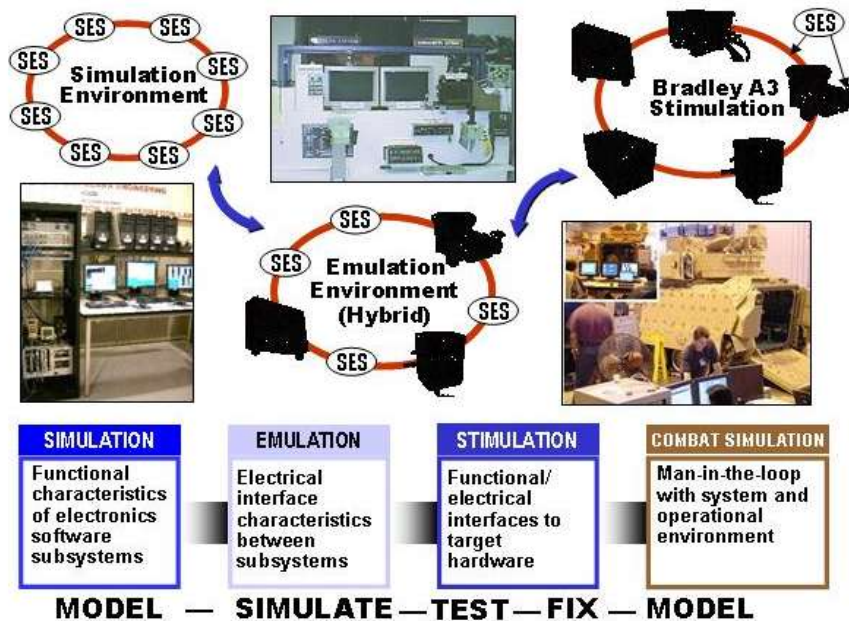 SES
SES
SES
SES
SES
SES
SES
SES
Simulation
Environment
SES
Bradley A3
Stimulation
SES
SES
SES
SES
Emulation
Environment
(Hybrid)
SIMULATION
Functional
characteristics
of electronics
software
subsystems
EMULATION
Electrical
interface
characteristics
between
subsystems
STIMULATION
Functional/
electrical
interfaces to
target
hardware
COMBAT SIMULATION
Man-in-the-loop
with system and
operational
environment
MODEL — SIMULATE — TEST — FIX — MODEL